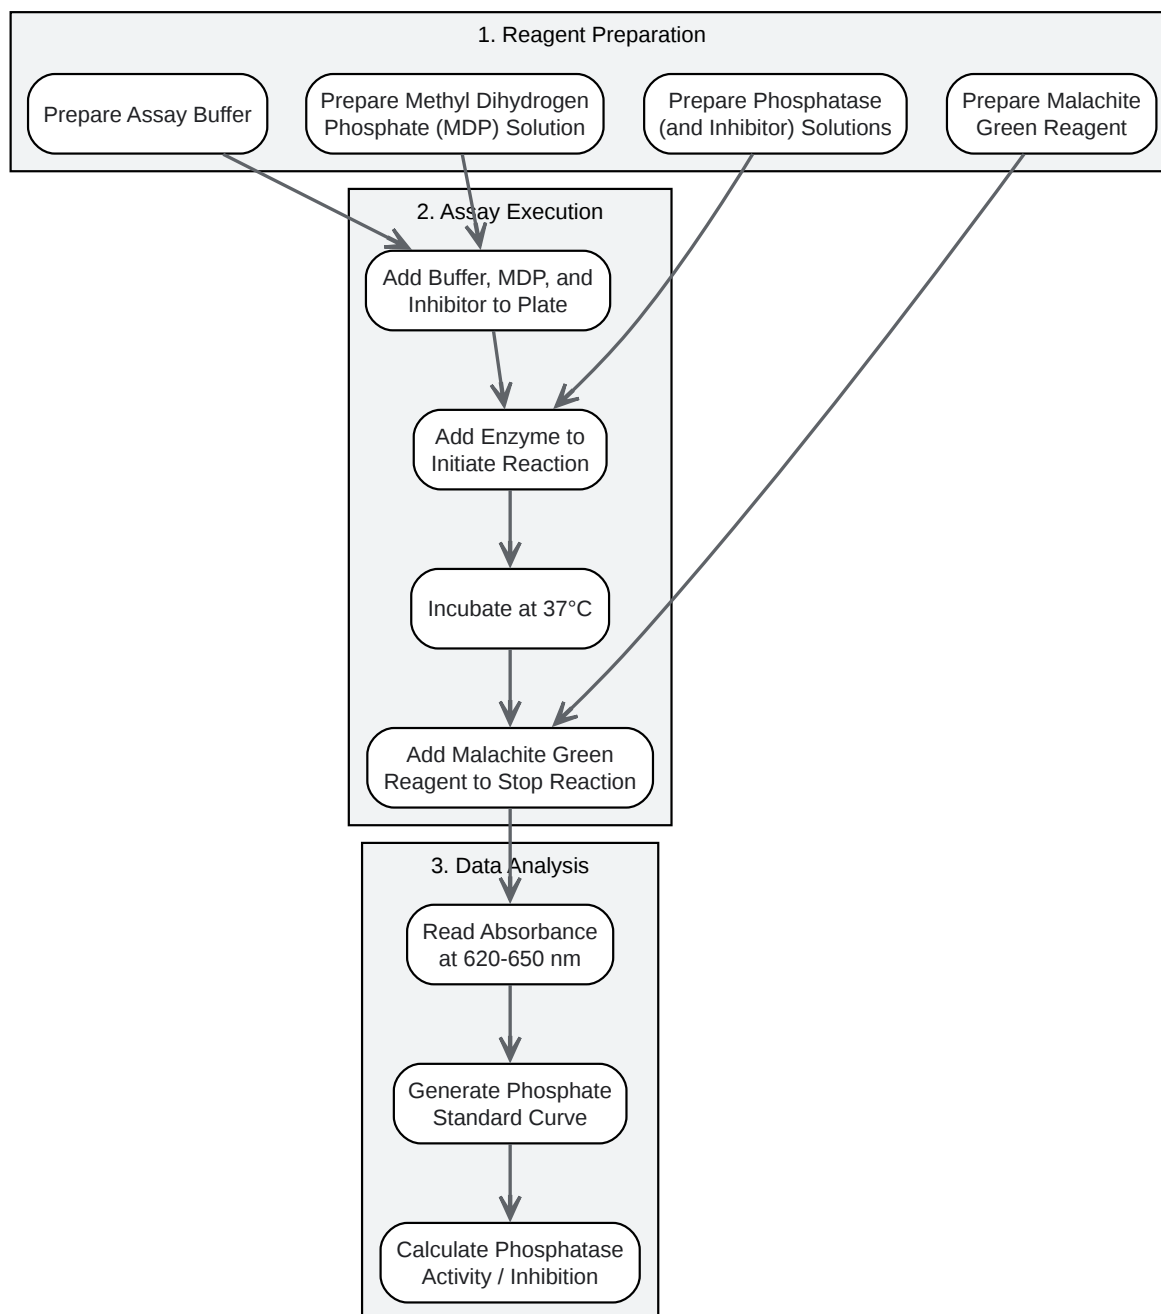 1. Reagent Preparation
Prepare Assay Buffer
Prepare Methyl Dihydrogen
Phosphate (MDP) Solution
Prepare Phosphatase
(and Inhibitor) Solutions
Prepare Malachite
Green Reagent
2. Assay Execution
Add Buffer, MDP, and
Inhibitor to Plate
Add Enzyme to
Initiate Reaction
Incubate at 37°C
Add Malachite Green
Reagent to Stop Reaction
3. Data Analysis
Read Absorbance
at 620-650 nm
Generate Phosphate
Standard Curve
Calculate Phosphatase
Activity / Inhibition